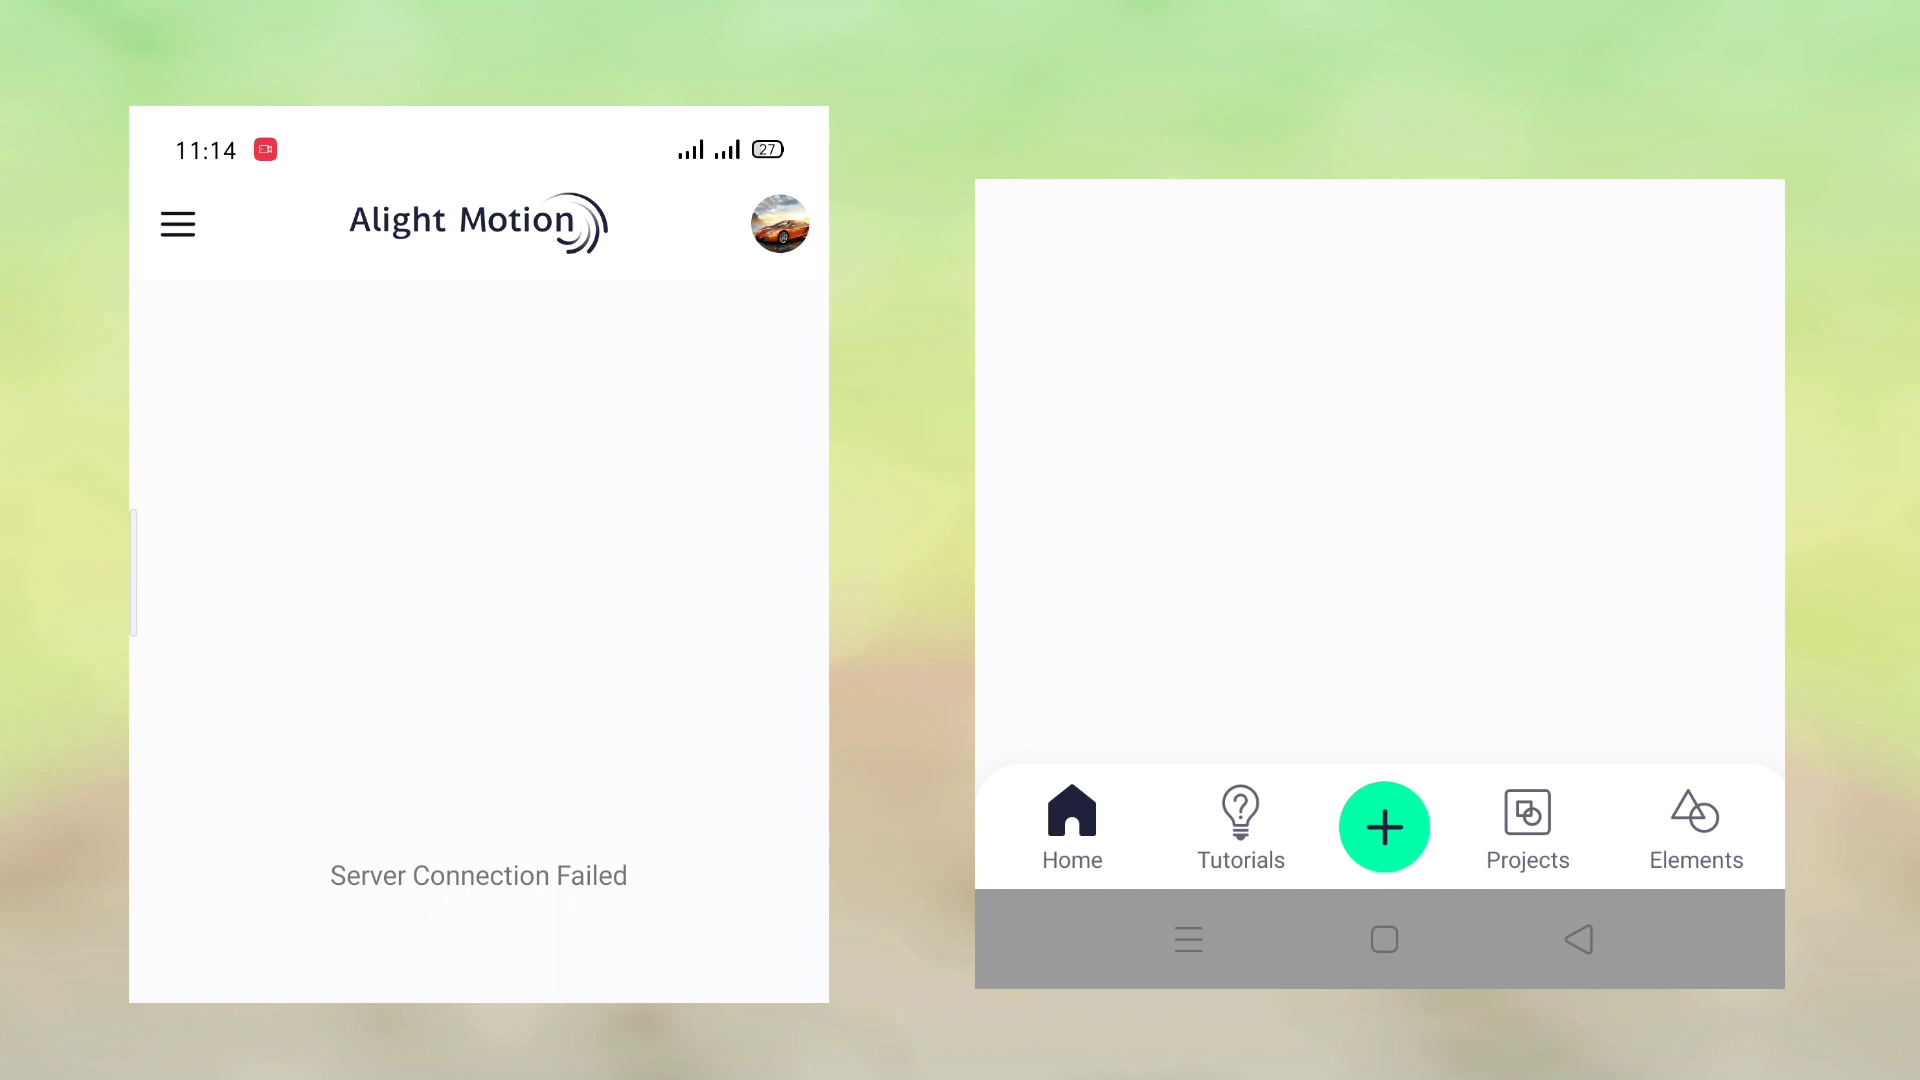 11:14
27
Alight Motion
Server Connection Failed
Home
Tutorials
Projects
Elements